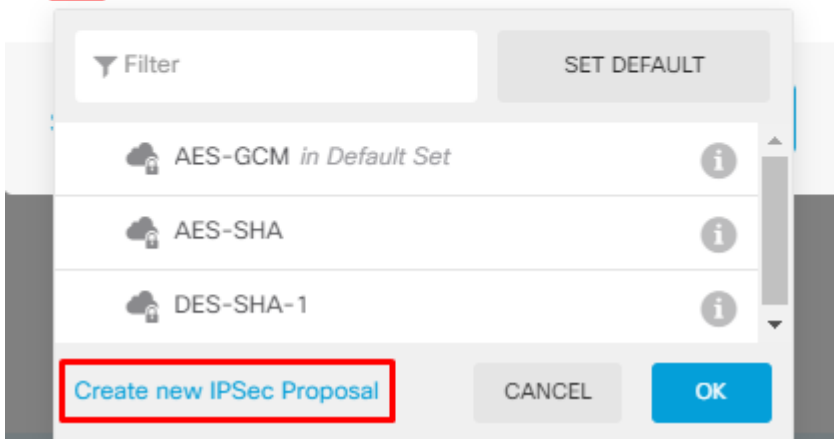 Filter
SET DEFAULT
AES-GCM in Default Set
AES-SHA
DES-SHA-1
Create new IPSec Proposal
CANCEL
OK